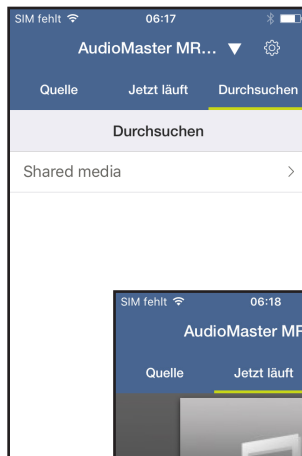 SIM fehlt 06:17
AudioMaster MR... ▼
Quelle Jetzt läuft Durchsuchen
Durchsuchen
Shared media >
SIM fehlt 06:18
AudioMaster MR
Quelle Jetzt läuft